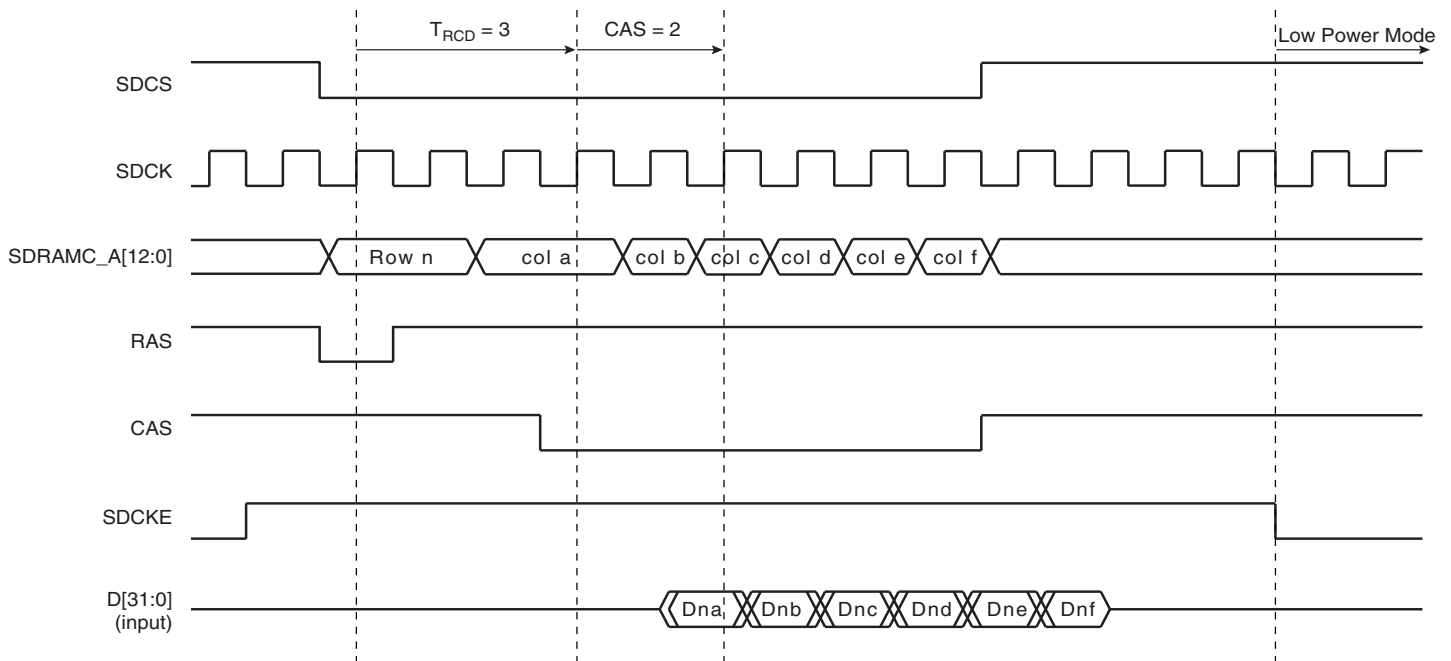 T_RCD = 3
CAS = 2
Low Power Mode
SDCS
SDCK
SDRAMC_A[12:0]
Row n
col a
col b
col c
col d
col e
col f
RAS
CAS
SDCKE
D[31:0]
(input)
Dna
Dnb
Dnc
Dnd
Dne
Dnf